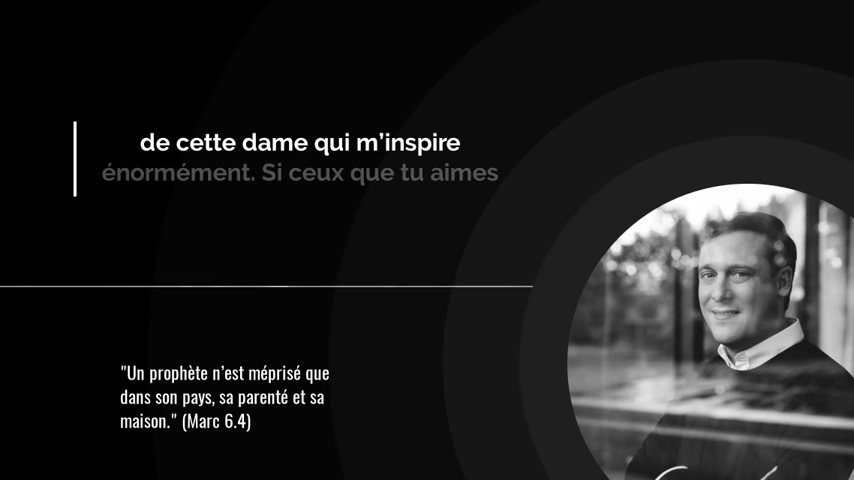 de cette dame qui m’inspire
énormément. Si ceux que tu aimes
"Un prophète n’est méprisé que
dans son pays, sa parenté et sa
maison." (Marc 6.4)